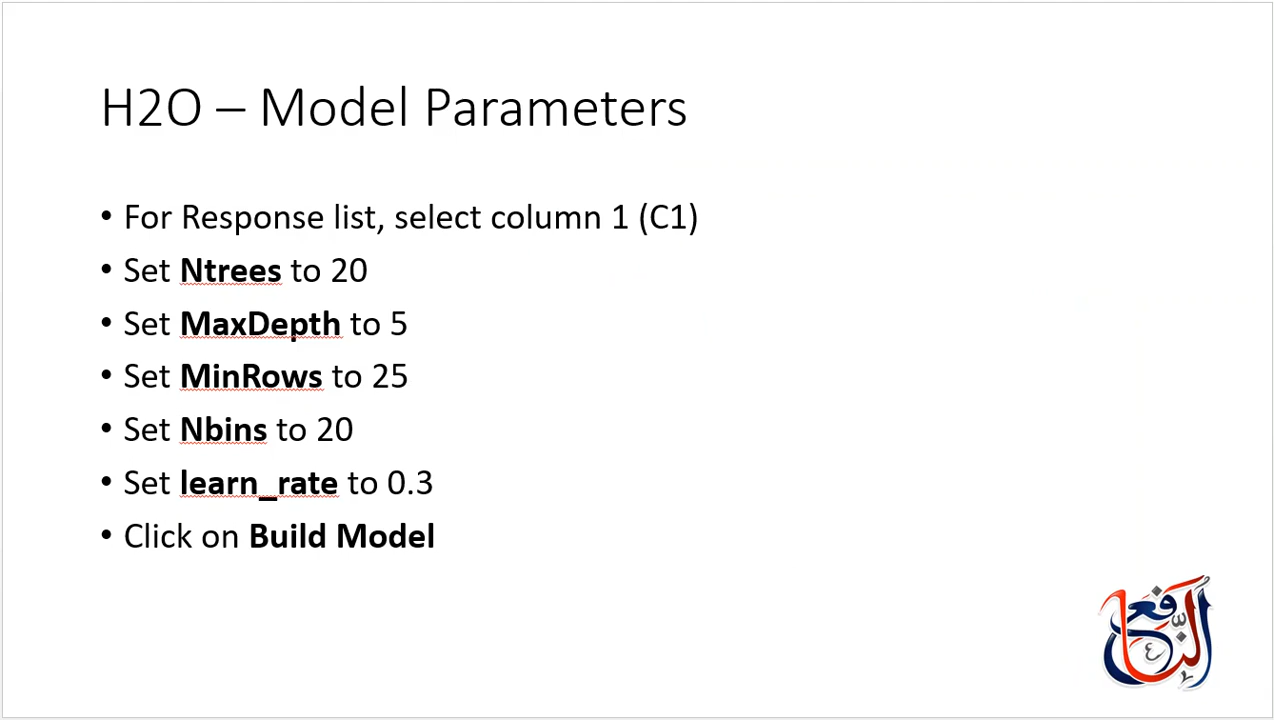 H2O – Model Parameters
• For Response list, select column 1 (C1)
• Set Ntrees to 20
• Set MaxDepth to 5
• Set MinRows to 25
• Set Nbins to 20
• Set learn_rate to 0.3
• Click on Build Model